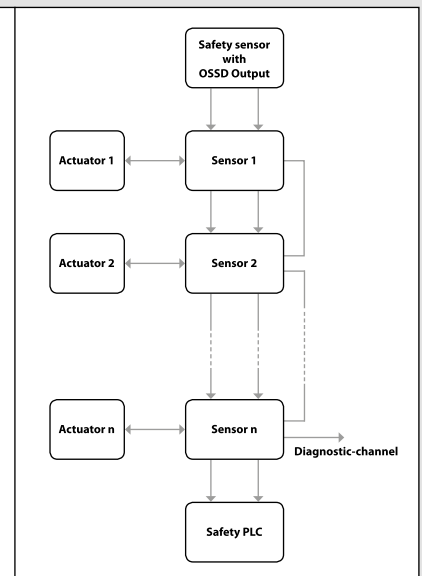 Safety sensor
with
OSSD Output
Actuator 1
Sensor 1
Actuator 2
Sensor 2
Actuator n
Sensor n
Diagnostic-channel
Safety PLC